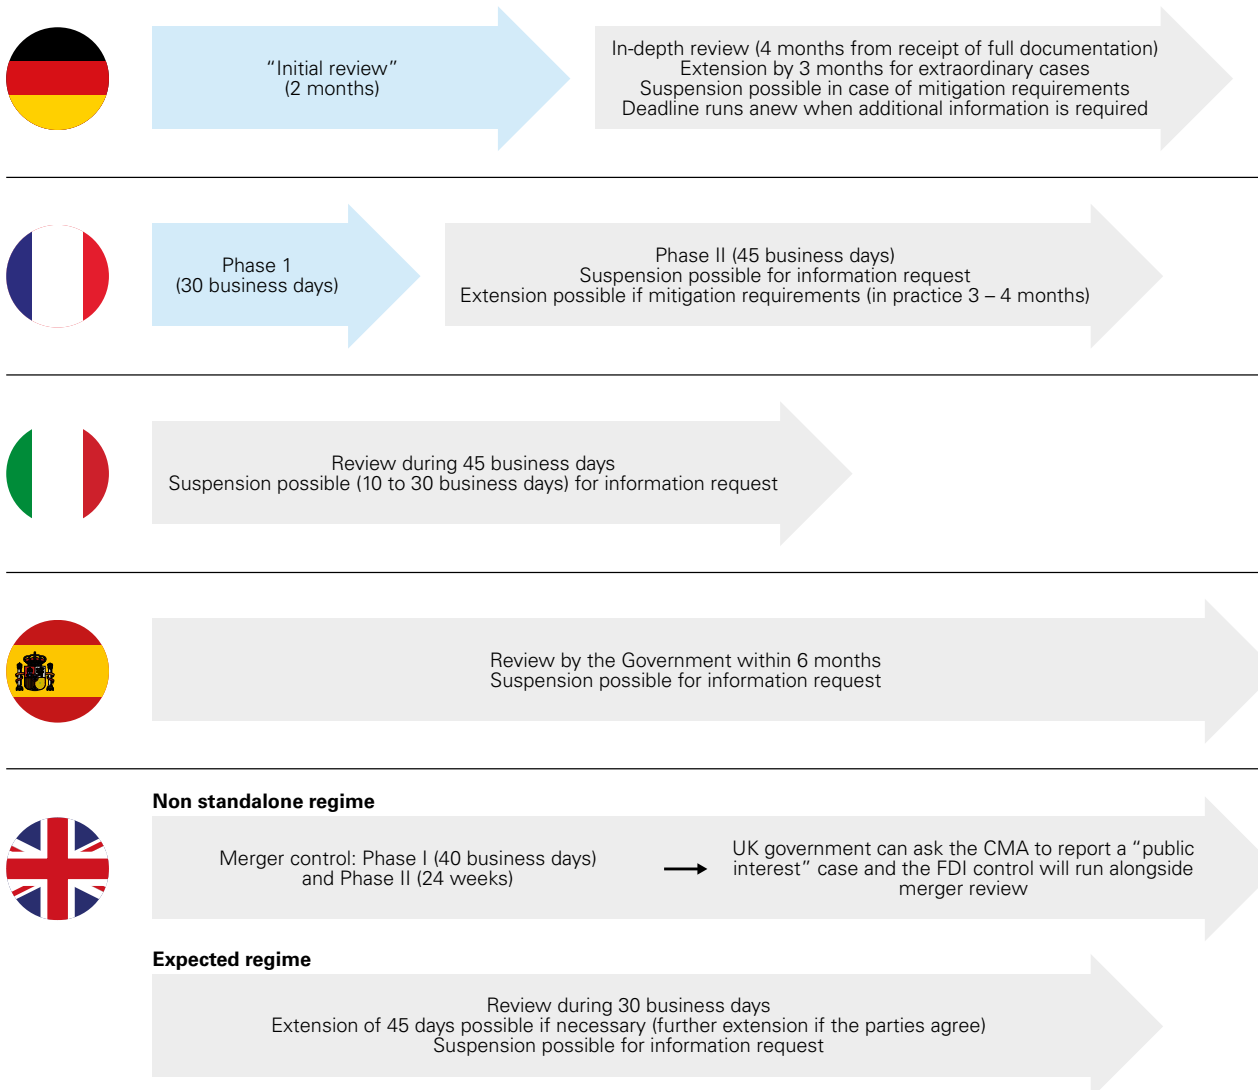 “Initial review”
(2 months)
In-depth review (4 months from receipt of full documentation)
Extension by 3 months for extraordinary cases
Suspension possible in case of mitigation requirements
Deadline runs anew when additional information is required
Phase 1
(30 business days)
Phase II (45 business days)
Suspension possible for information request
Extension possible if mitigation requirements (in practice 3 – 4 months)
Review during 45 business days
Suspension possible (10 to 30 business days) for information request
Review by the Government within 6 months
Suspension possible for information request
Non standalone regime
Merger control: Phase I (40 business days)
and Phase II (24 weeks)
UK government can ask the CMA to report a “public
interest” case and the FDI control will run alongside
merger review
Expected regime
Review during 30 business days
Extension of 45 days possible if necessary (further extension if the parties agree)
Suspension possible for information request